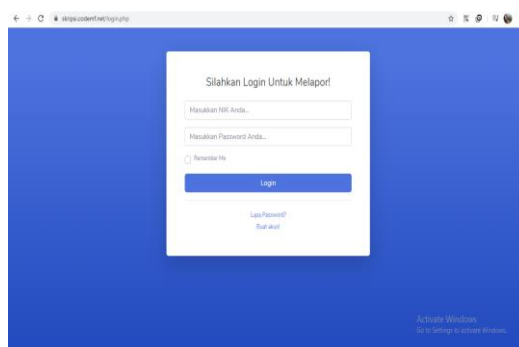 skripsi.codemf.net/login.php
Silahkan Login Untuk Melapor!
Masukkan NIK Anda...
Masukkan Password Anda...
Remember Me
Login
Lupa Password?
Buat akun!
Activate Windows
Go to Settings to activate Windows.